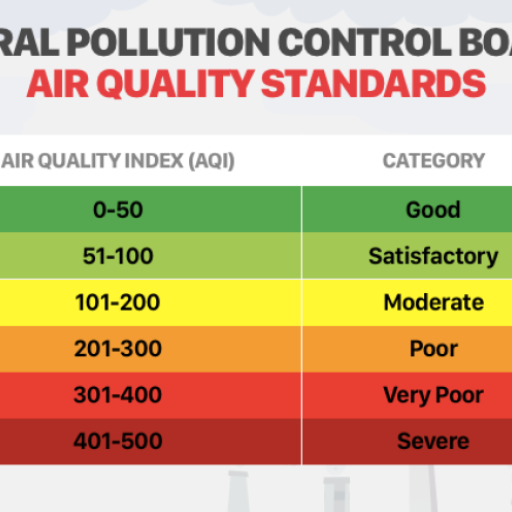 RAL POLLUTION CONTROL BOA
AIR QUALITY STANDARDS
AIR QUALITY INDEX (AQI) CATEGORY
0-50 Good
51-100 Satisfactory
101-200 Moderate
201-300 Poor
301-400 Very Poor
401-500 Severe